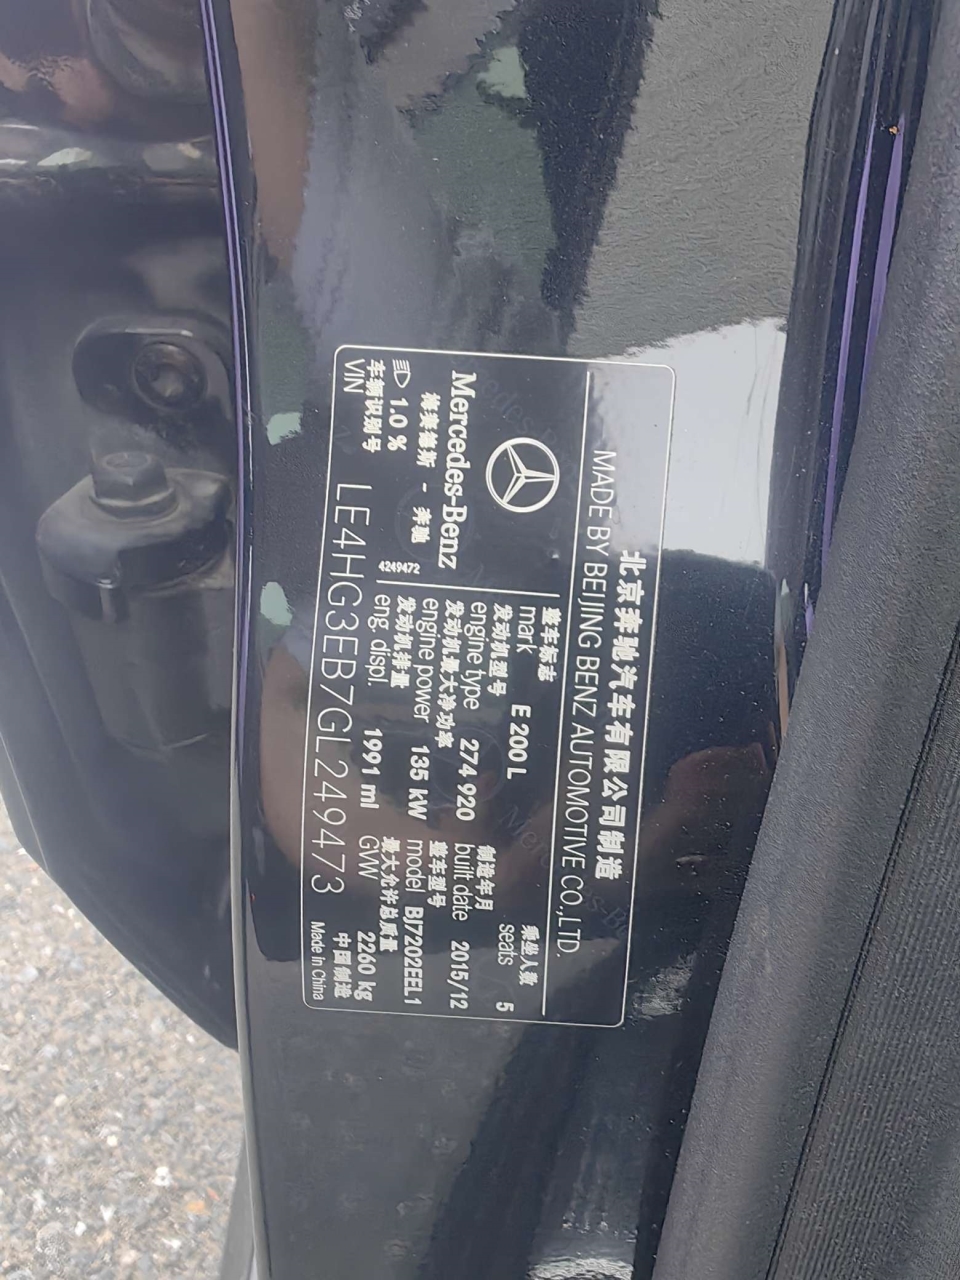 北京奔驰汽车有限公司制造
MADE BY BEIJING BENZ AUTOMOTIVE CO.,LTD.
Mercedes-Benz
梅赛德斯 - 奔驰
1.0 %
4249472
整车标志
mark E 200 L
发动机型号
engine type 274 920
发动机最大净功率
engine power 135 kW
发动机排量
eng. displ. 1991 ml
乘坐人数
seats 5
制造年月
built date 2015/12
整车型号
model BJ7202EEL1
最大允许总质量
GVW 2260 kg
车辆识别号
VIN LE4HG3EB7GL249473
中国制造
Made In China